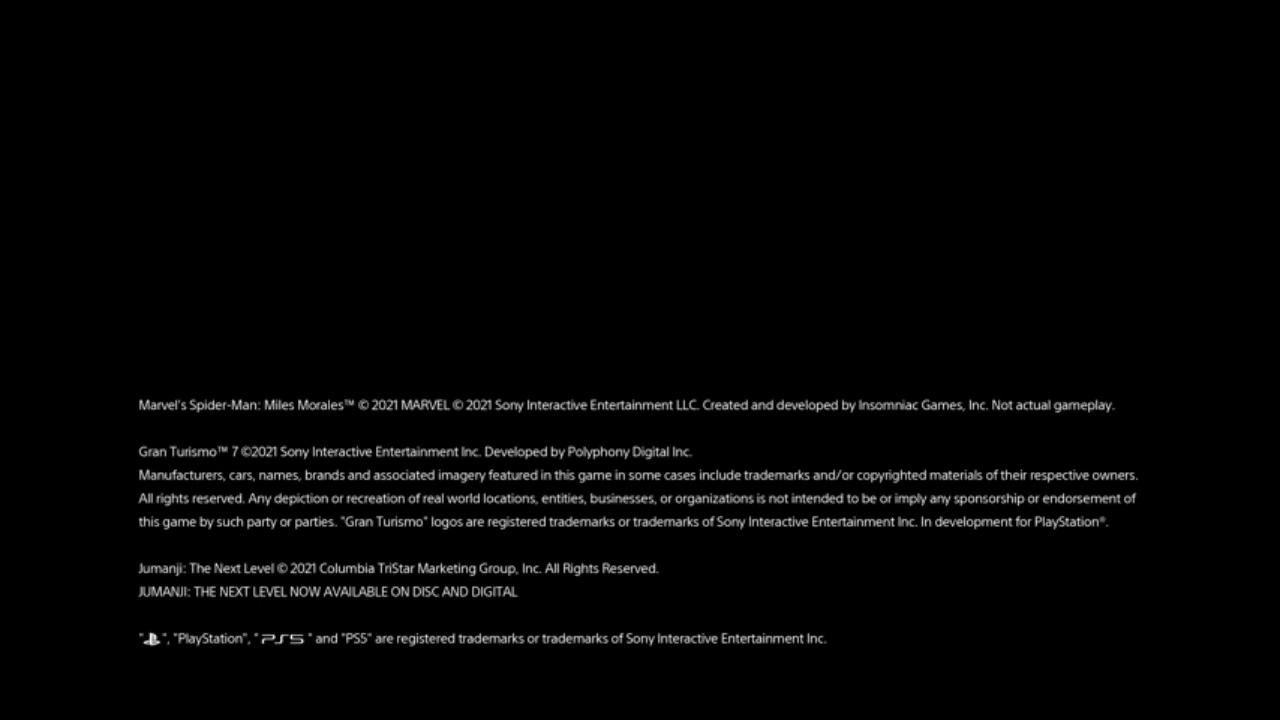 Marvel's Spider-Man: Miles Morales™ © 2021 MARVEL © 2021 Sony Interactive Entertainment LLC. Created and developed by Insomniac Games, Inc. Not actual gameplay.
Gran Turismo™ 7 ©2021 Sony Interactive Entertainment Inc. Developed by Polyphony Digital Inc.
Manufacturers, cars, names, brands and associated imagery featured in this game in some cases include trademarks and/or copyrighted materials of their respective owners.
All rights reserved. Any depiction or recreation of real world locations, entities, businesses, or organizations is not intended to be or imply any sponsorship or endorsement of
this game by such party or parties. "Gran Turismo" logos are registered trademarks or trademarks of Sony Interactive Entertainment Inc. In development for PlayStation®.
Jumanji: The Next Level © 2021 Columbia TriStar Marketing Group, Inc. All Rights Reserved.
JUMANJI: THE NEXT LEVEL NOW AVAILABLE ON DISC AND DIGITAL
" ", "PlayStation", " PS5 " and "PS5" are registered trademarks or trademarks of Sony Interactive Entertainment Inc.